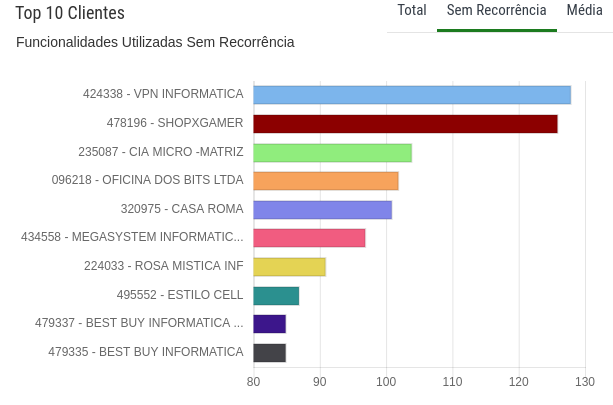 Top 10 Clientes
Total Sem Recorrência Média
Funcionalidades Utilizadas Sem Recorrência
424338 - VPN INFORMATICA
478196 - SHOPXGAMER
235087 - CIA MICRO -MATRIZ
096218 - OFICINA DOS BITS LTDA
320975 - CASA ROMA
434558 - MEGASYSTEM INFORMATIC...
224033 - ROSA MISTICA INF
495552 - ESTILO CELL
479337 - BEST BUY INFORMATICA ...
479335 - BEST BUY INFORMATICA
80 90 100 110 120 130